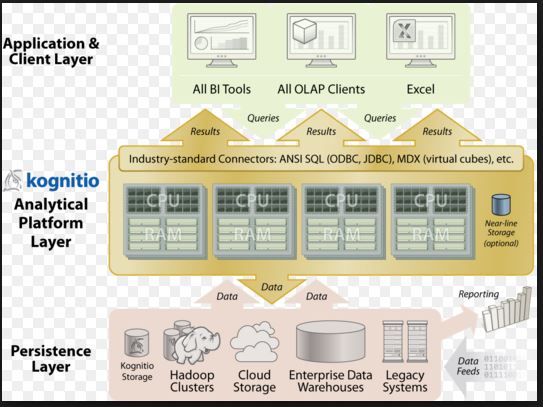 Application &
Client Layer
All BI Tools
All OLAP Clients
Excel
Queries
Queries
Results
Results
Results
Industry-standard Connectors: ANSI SQL (ODBC, JDBC), MDX (virtual cubes), etc.
kognitio
Analytical
Platform
Layer
CPU
CPU
CPU
CPU
RAM
RAM
RAM
RAM
Near-line
Storage
(optional)
Data
Data
Data
Reporting
Persistence
Layer
Kognitio
Storage
Hadoop
Clusters
Cloud
Storage
Enterprise Data
Warehouses
Legacy
Systems
Data
Feeds